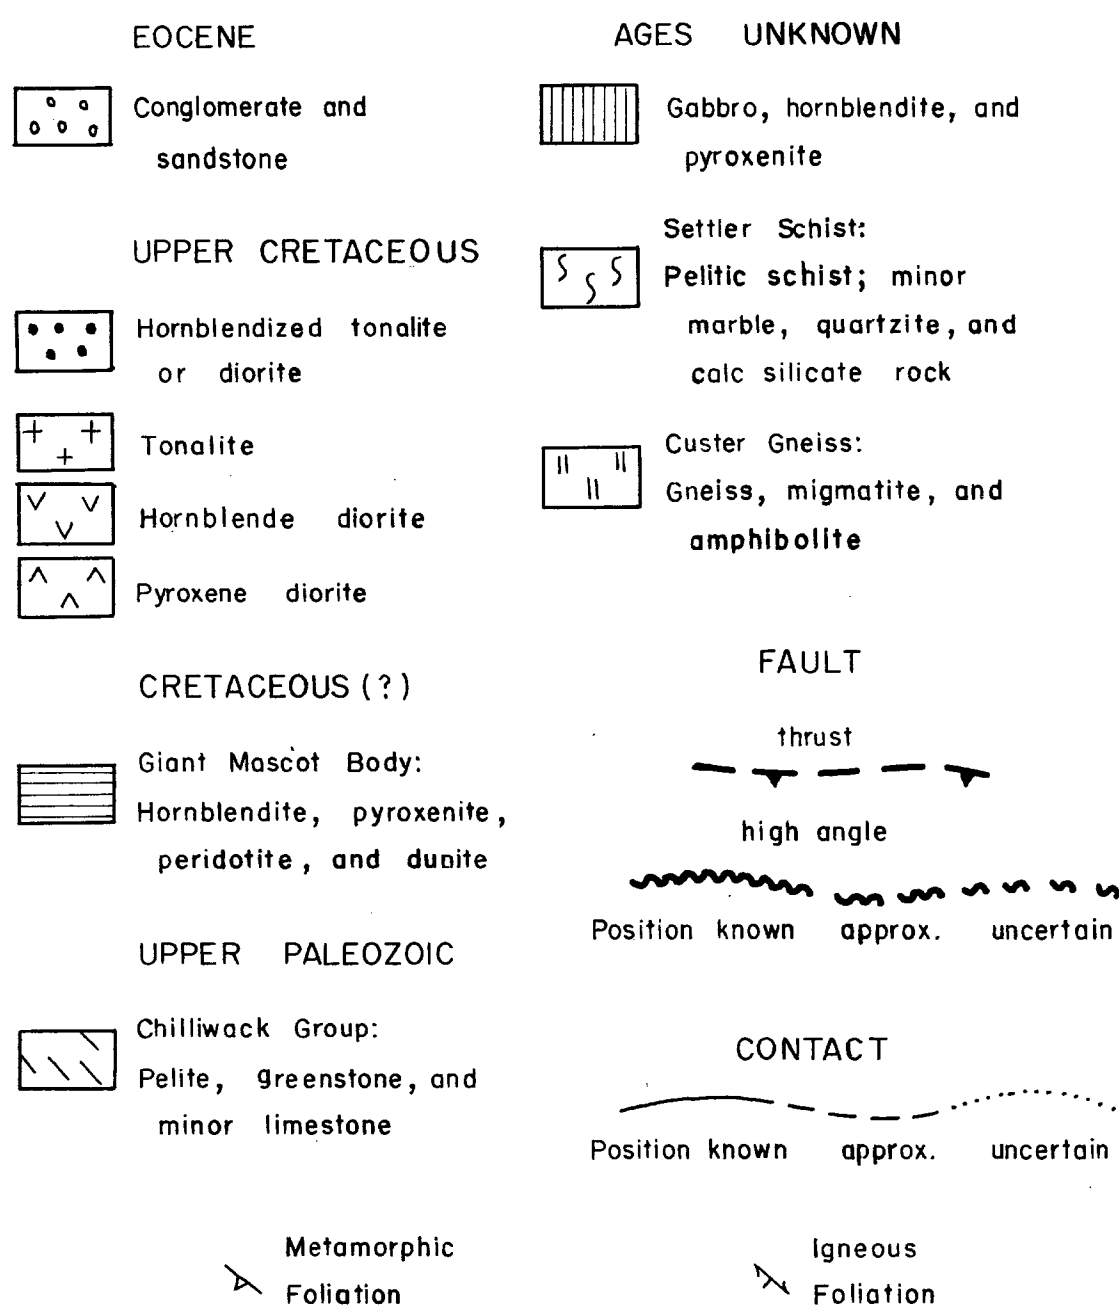 EOCENE
Conglomerate and
sandstone
UPPER CRETACEOUS
Hornblendized tonalite
or diorite
Tonalite
Hornblende diorite
Pyroxene diorite
CRETACEOUS (?)
Giant Mascot Body:
Hornblendite, pyroxenite,
peridotite, and dunite
UPPER PALEOZOIC
Chilliwack Group:
Pelite, greenstone, and
minor limestone
Metamorphic
Foliation
AGES UNKNOWN
Gabbro, hornblendite, and
pyroxenite
Settler Schist:
Pelitic schist; minor
marble, quartzite, and
calc silicate rock
Custer Gneiss:
Gneiss, migmatite, and
amphibolite
FAULT
thrust
high angle
Position known approx. uncertain
CONTACT
Position known approx. uncertain
Igneous
Foliation